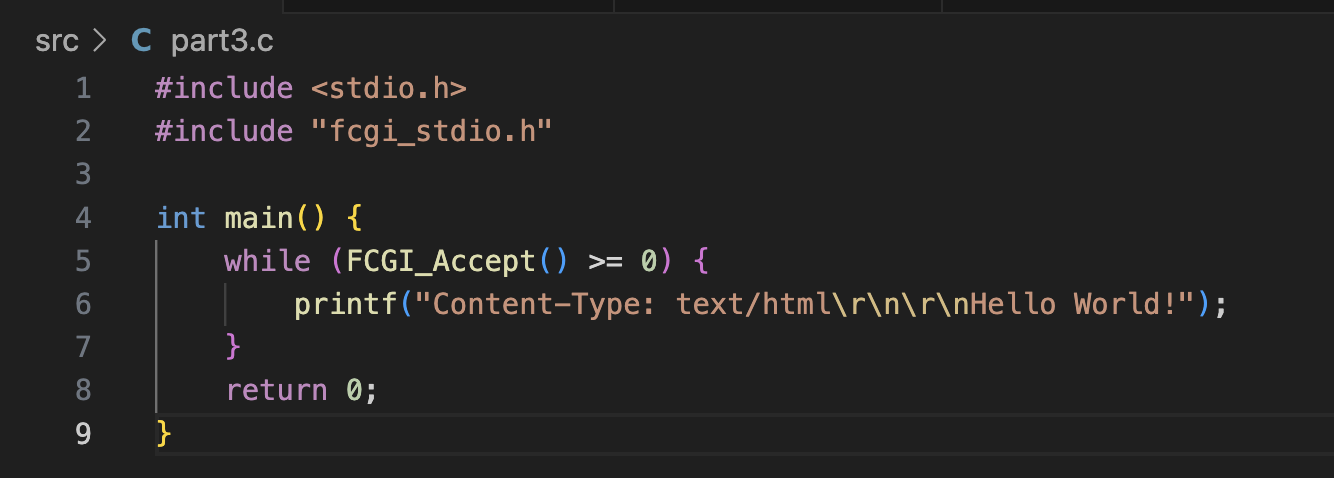 src > C part3.c
1 #include <stdio.h>
2 #include "fcgi_stdio.h"
3
4 int main() {
5     while (FCGI_Accept() >= 0) {
6         printf("Content-Type: text/html\r\n\r\nHello World!");
7     }
8     return 0;
9 }